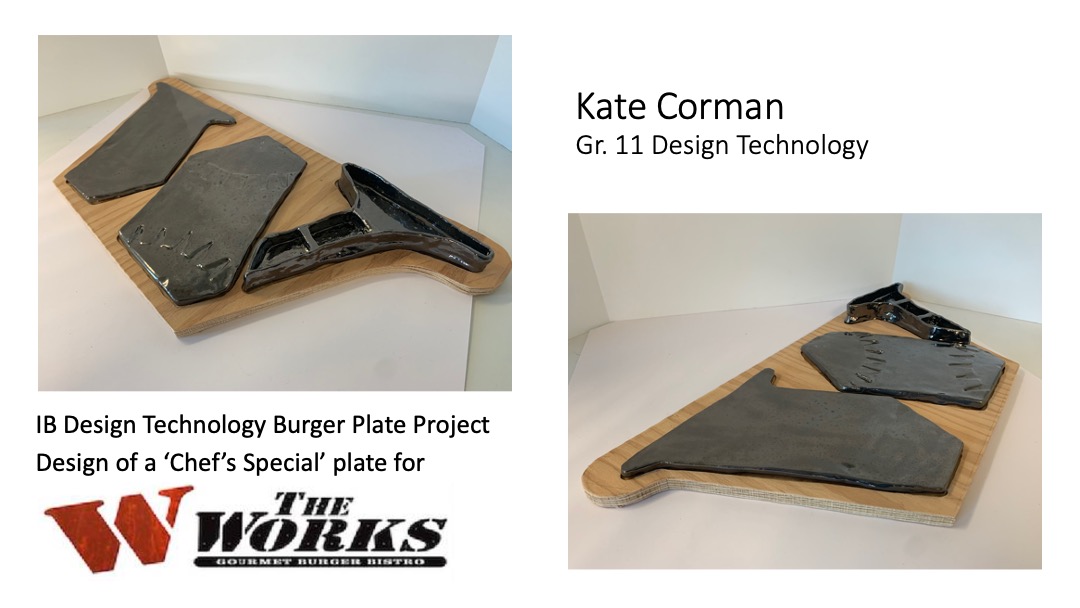 Kate Corman
Gr. 11 Design Technology
IB Design Technology Burger Plate Project
Design of a ‘Chef’s Special’ plate for
W THE
WORKS
GOURMET BURGER BISTRO